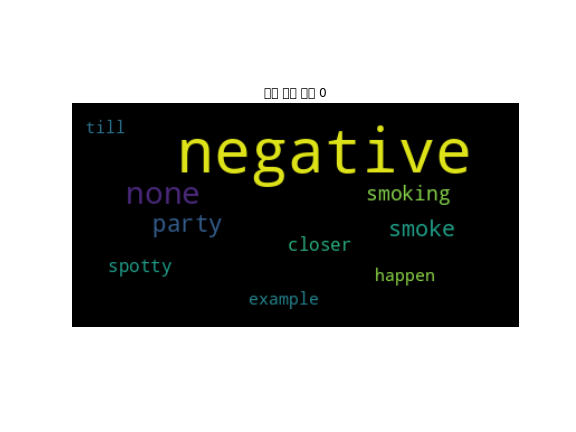 0
till
negative
none
smoking
party
smoke
closer
spotty
happen
example